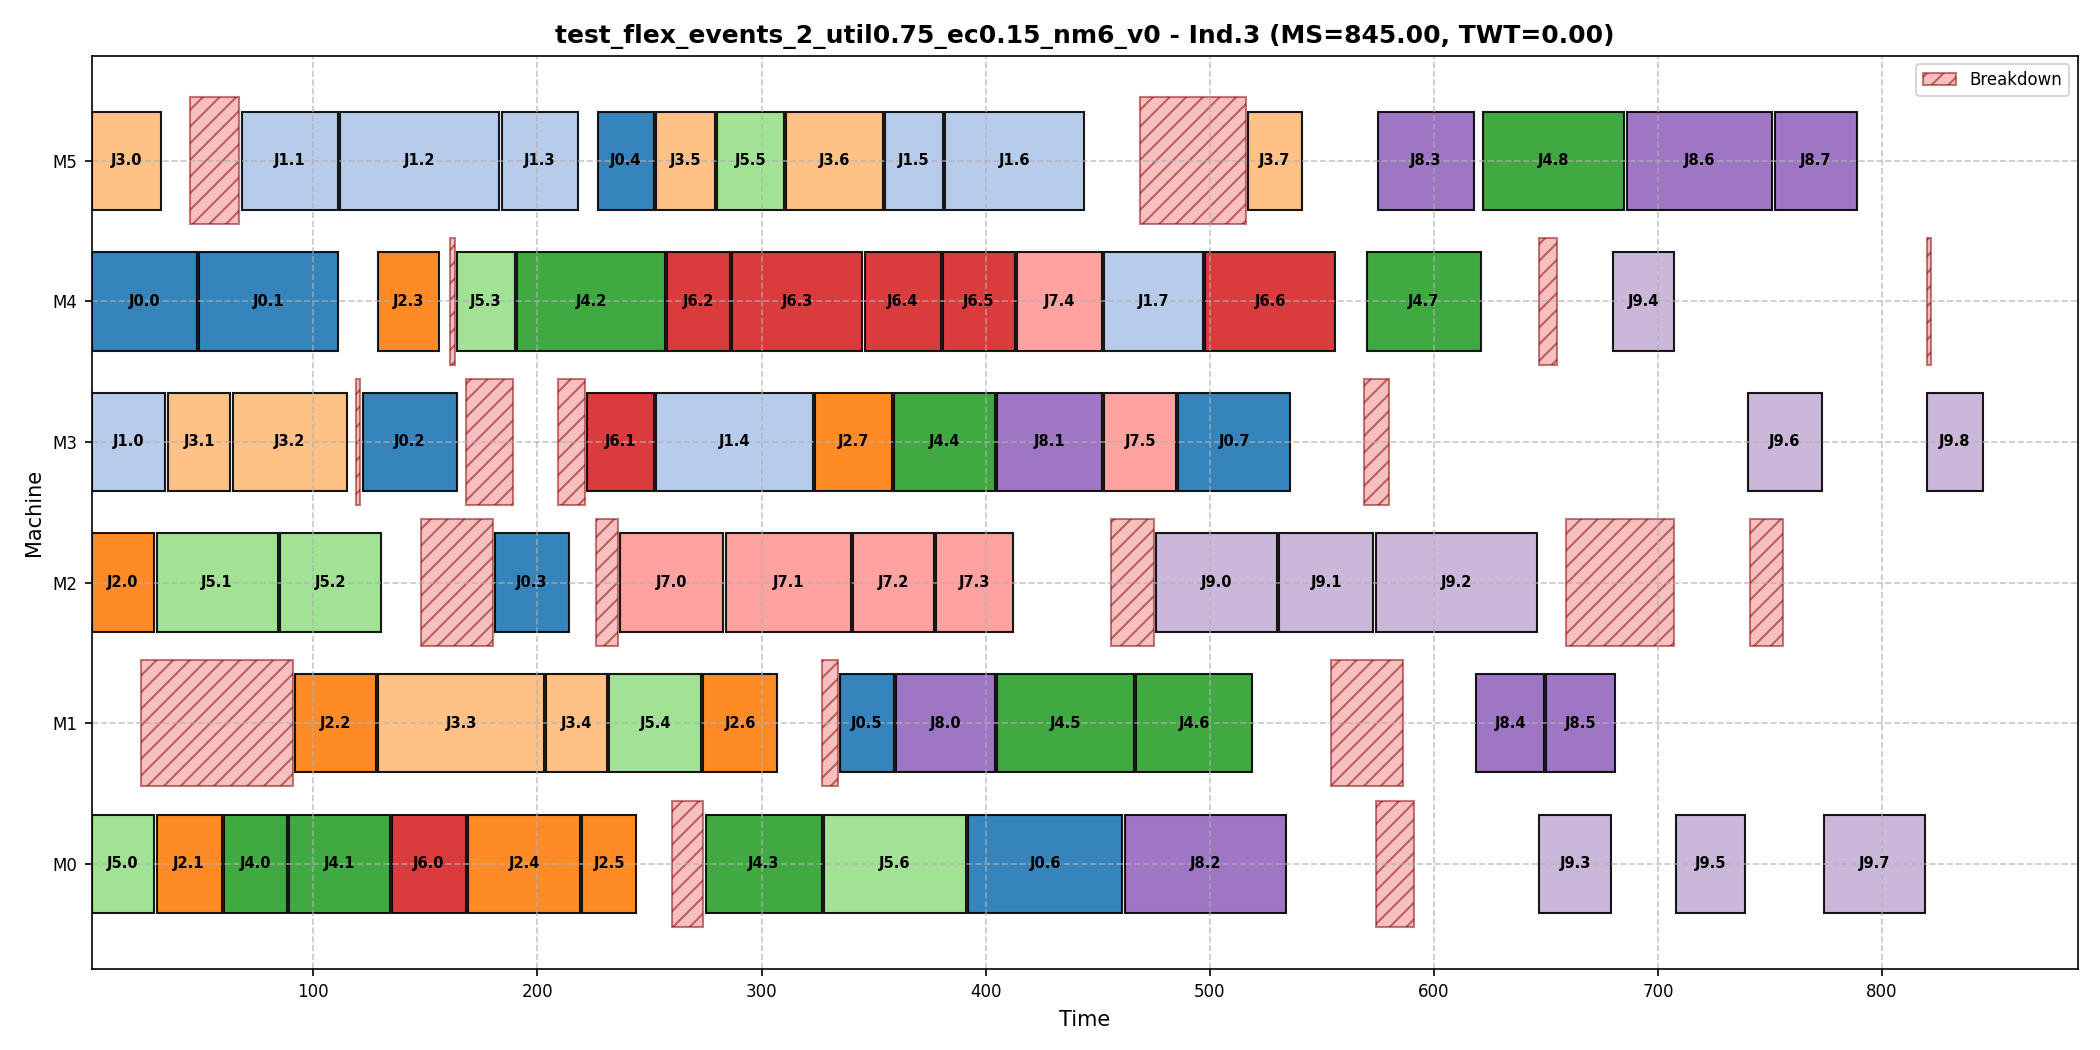 test_flex_events_2_util0.75_ec0.15_nm6_v0 - Ind.3 (MS=845.00, TWT=0.00)
Breakdown
M5 J3.0 J1.1 J1.2 J1.3 J0.4 J3.5 J5.5 J3.6 J1.5 J1.6 J3.7 J8.3 J4.8 J8.6 J8.7
M4 J0.0 J0.1 J2.3 J5.3 J4.2 J6.2 J6.3 J6.4 J6.5 J7.4 J1.7 J6.6 J4.7 J9.4
M3 J1.0 J3.1 J3.2 J0.2 J6.1 J1.4 J2.7 J4.4 J8.1 J7.5 J0.7 J9.6 J9.8
Machine
M2 J2.0 J5.1 J5.2 J0.3 J7.0 J7.1 J7.2 J7.3 J9.0 J9.1 J9.2
M1 J2.2 J3.3 J3.4 J5.4 J2.6 J0.5 J8.0 J4.5 J4.6 J8.4 J8.5
M0 J5.0 J2.1 J4.0 J4.1 J6.0 J2.4 J2.5 J4.3 J5.6 J0.6 J8.2 J9.3 J9.5 J9.7
100 200 300 400 500 600 700 800
Time